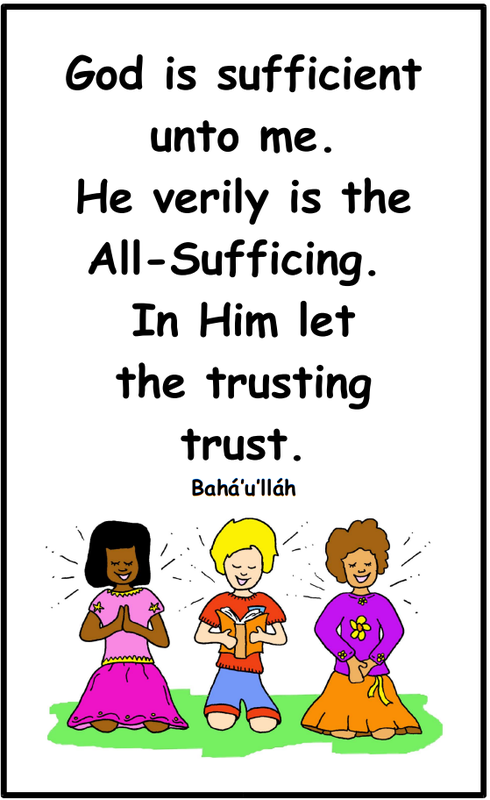 God is sufficient
unto me.
He verily is the
All-Sufficing.
In Him let
the trusting
trust.
Bahá'u'lláh